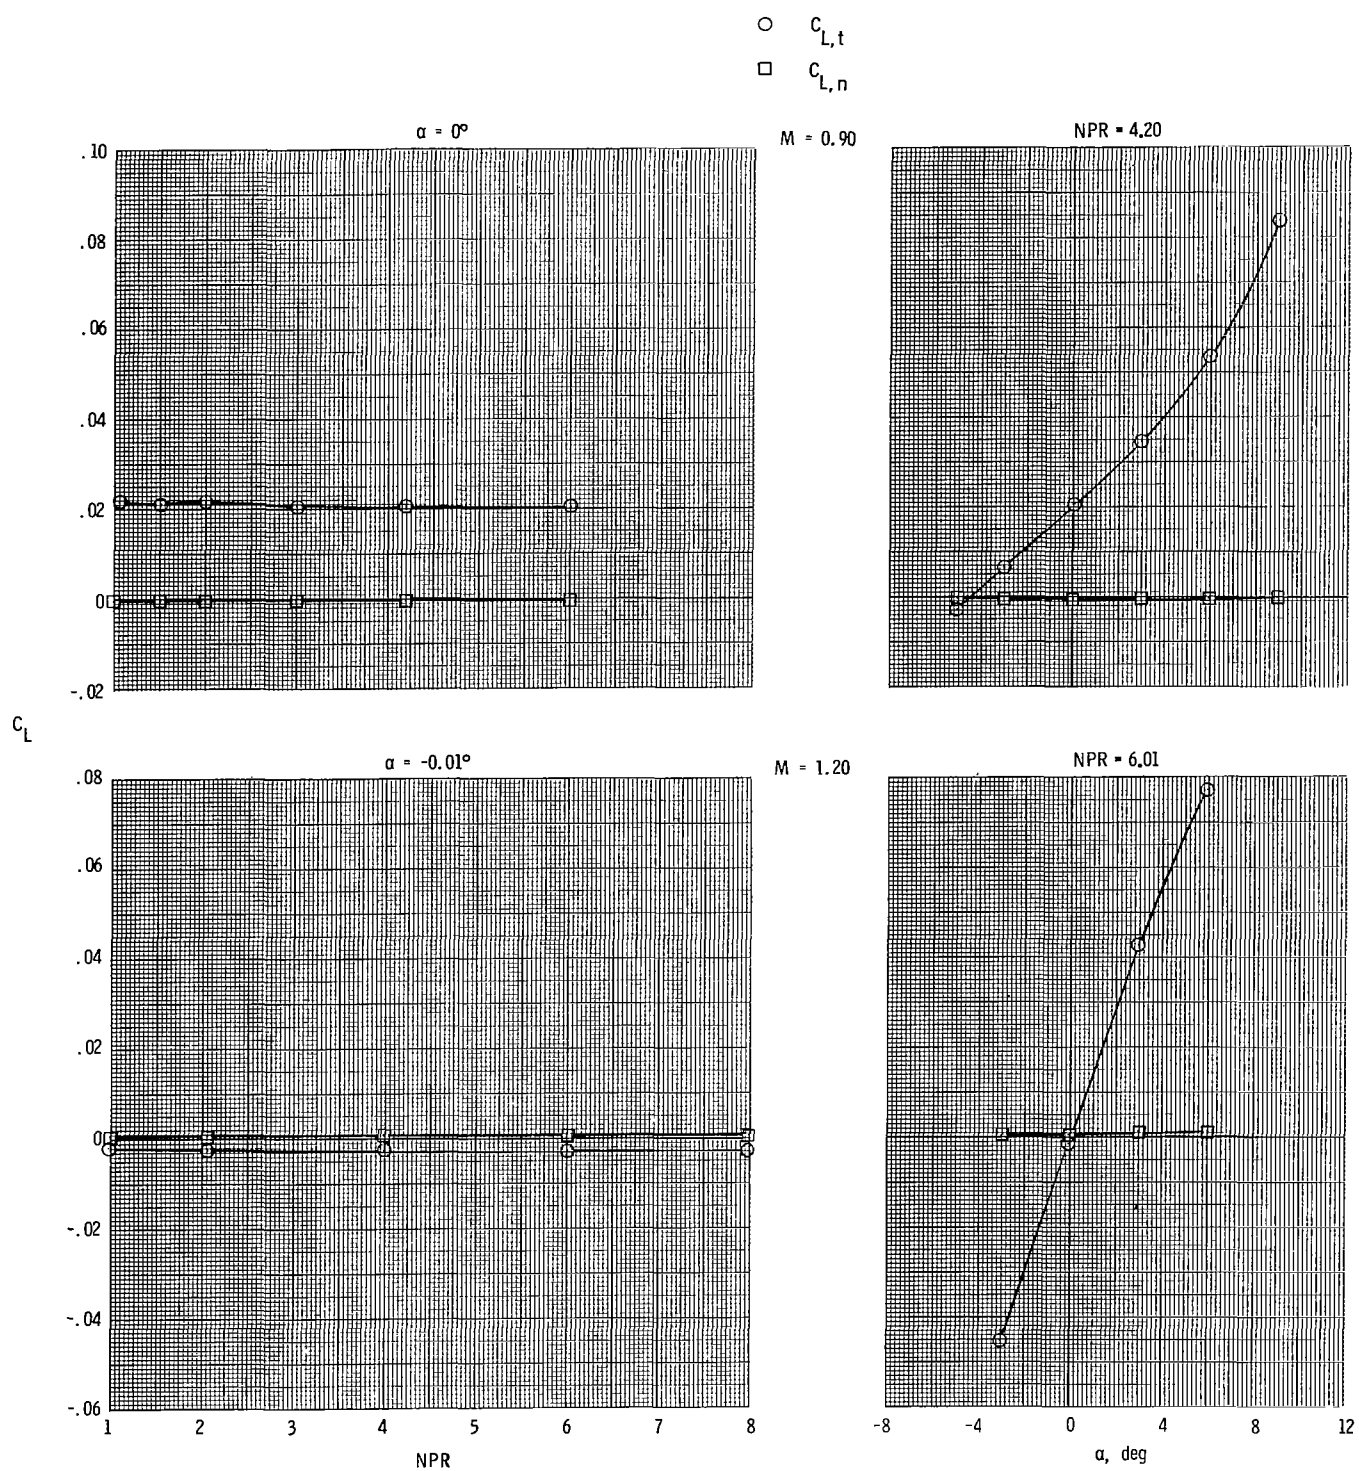 C_L,t
C_L,n
α = 0° M = 0.90 NPR = 4.20
.10
.08
.06
.04
.02
0
-.02
C_L
α = -0.01° M = 1.20 NPR = 6.01
.08
.06
.04
.02
0
-.02
-.04
-.06
1 2 3 4 5 6 7 8 -8 -4 0 4 8 12
NPR α, deg